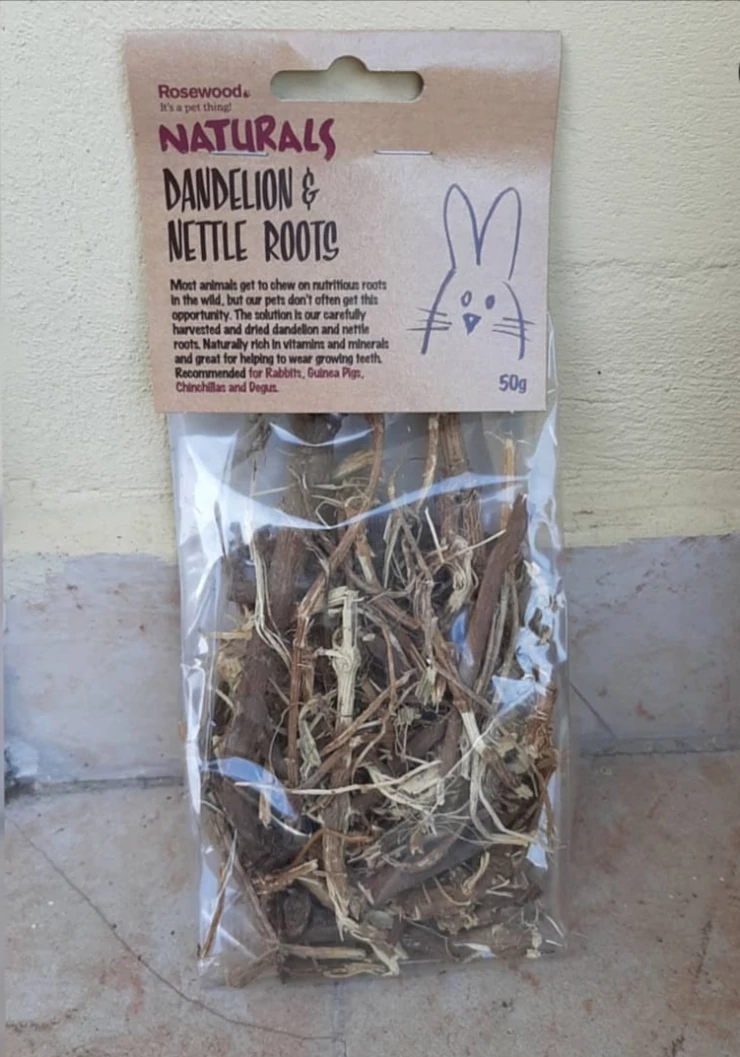 Rosewood
It's a pet thing!
NATURALS
DANDELION &
NETTLE ROOTS
Most animals get to chew on nutritious roots
in the wild, but our pets don't often get this
opportunity. The solution is our carefully
harvested and dried dandelion and nettle
roots. Naturally rich in vitamins and minerals
and great for helping to wear growing teeth.
Recommended for Rabbits, Guinea Pigs,
Chinchillas and Degus.
50g